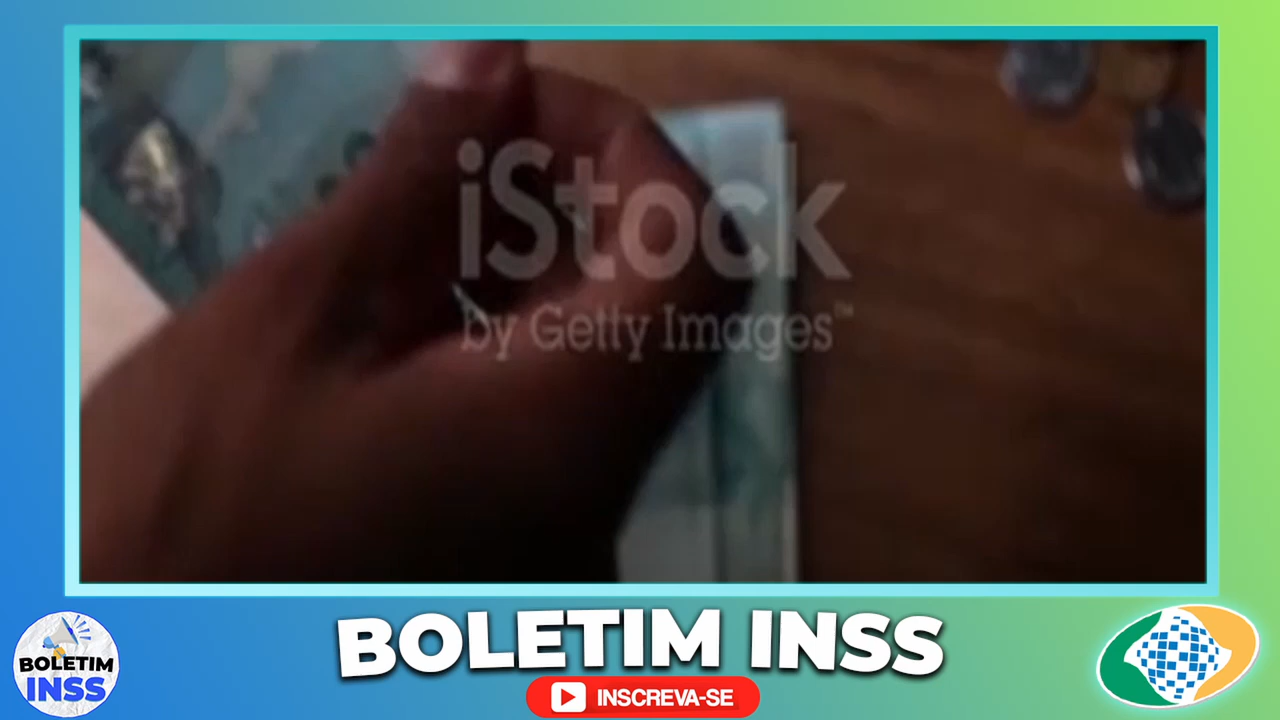 iStock
by Getty Images™
BOLETIM INSS
INSCREVA-SE
BOLETIM
INSS